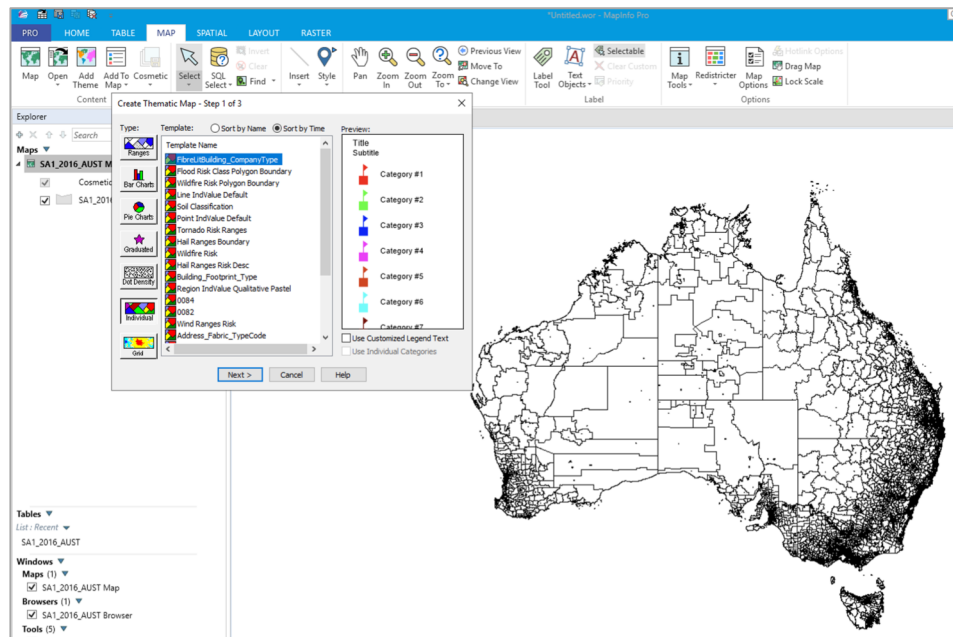 *Untitled.wor - MapInfo Pro
PRO HOME TABLE MAP SPATIAL LAYOUT RASTER
Map Open Add Theme Add To Map Cosmetic Select SQL Select Invert Clear Find Insert Style Pan Zoom In Zoom Out Zoom To Previous View Move To Change View Label Tool Text Objects Selectable Clear Custom Priority Map Tools Redistricter Map Options Hotlink Options Drag Map Lock Scale
Content Label Options
Create Thematic Map - Step 1 of 3
Explorer
Search
Maps
SA1_2016_AUST M
Cosmetic
SA1_2016
Type: Template: Sort by Name Sort by Time Preview:
Ranges
Bar Charts
Pie Charts
Graduated
Dot Density
Individual
Grid
Template Name
FibreLitBuilding_CompanyType
Flood Risk Class Polygon Boundary
Wildfire Risk Polygon Boundary
Line IndValue Default
Soil Classification
Point IndValue Default
Tornado Risk Ranges
Hail Ranges Boundary
Wildfire Risk
Hail Ranges Risk Desc
Building_Footprint_Type
Region IndValue Qualitative Pastel
0084
0082
Wind Ranges Risk
Address_Fabric_TypeCode
Title
Subtitle
Category #1
Category #2
Category #3
Category #4
Category #5
Category #6
Category #7
Use Customized Legend Text
Use Individual Categories
Next > Cancel Help
Tables
List : Recent
SA1_2016_AUST
Windows
Maps (1)
SA1_2016_AUST Map
Browsers (1)
SA1_2016_AUST Browser
Tools (5)